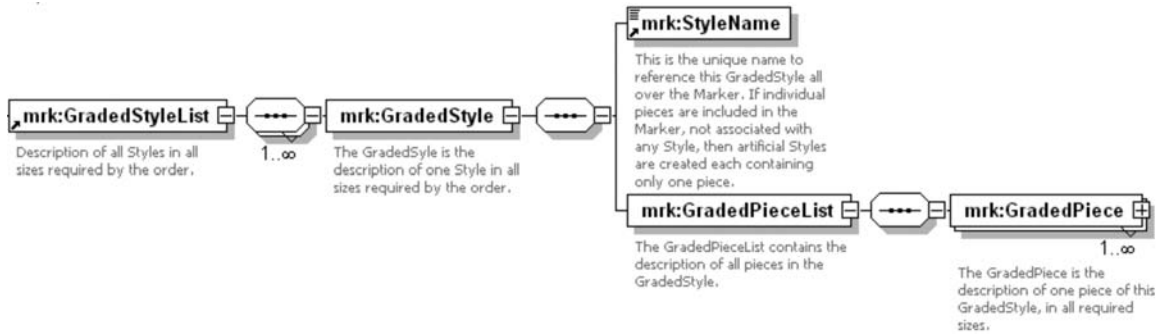 mrk:StyleName
This is the unique name to
reference this GradedStyle all
over the Marker. If individual
pieces are included in the
Marker, not associated with
any Style, then artificial Styles
are created each containing
only one piece.
mrk:GradedStyleList
1..∞
Description of all Styles in all
sizes required by the order.
mrk:GradedStyle
The GradedSyle is the
description of one Style in all
sizes required by the order.
mrk:GradedPieceList
The GradedPieceList contains the
description of all pieces in the
GradedStyle.
mrk:GradedPiece
1..∞
The GradedPiece is the
description of one piece of this
GradedStyle, in all required
sizes.